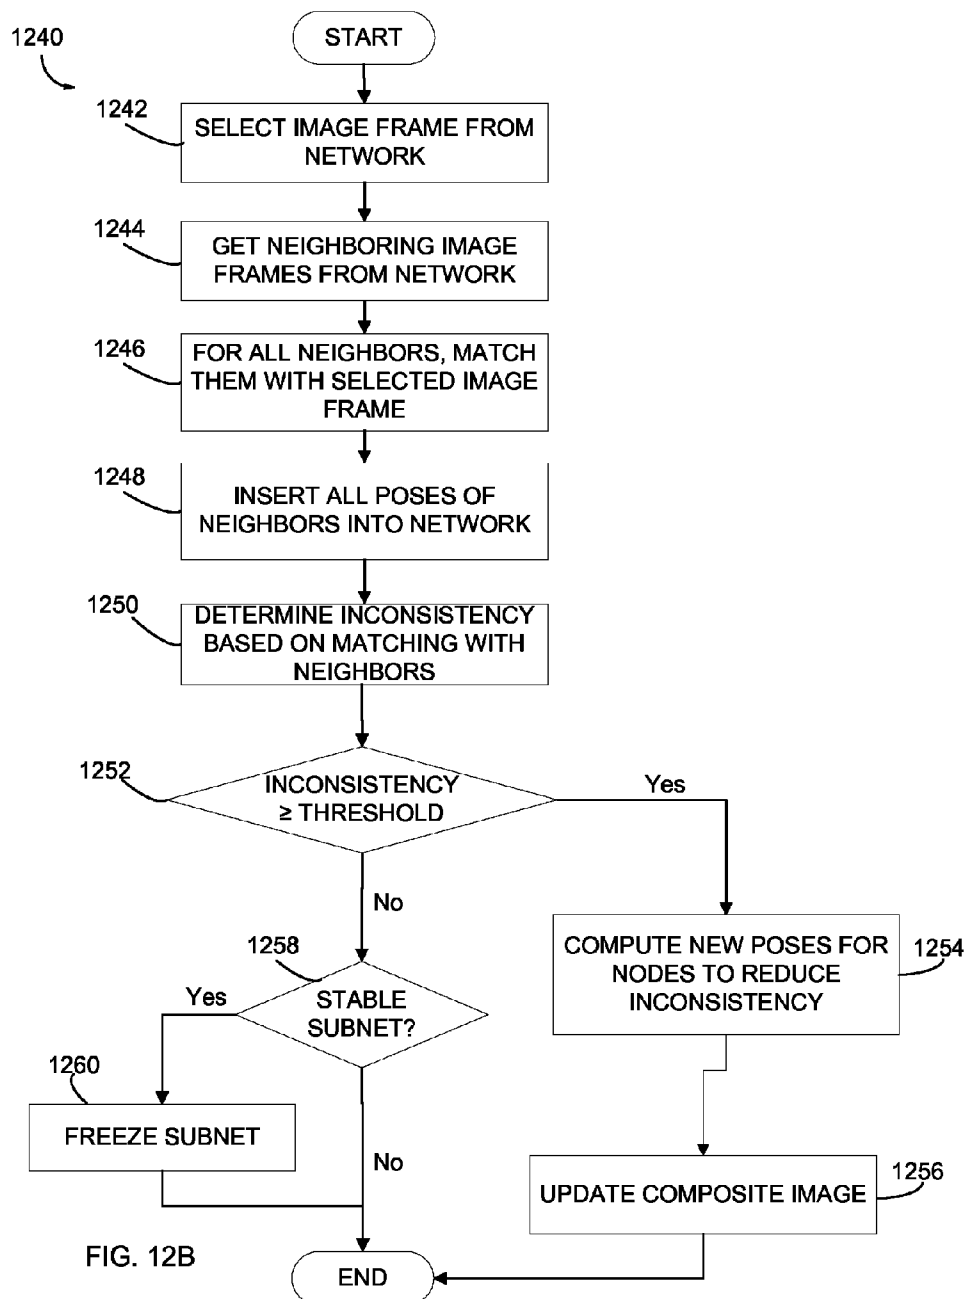 1240
START
1242
SELECT IMAGE FRAME FROM
NETWORK
1244
GET NEIGHBORING IMAGE
FRAMES FROM NETWORK
1246
FOR ALL NEIGHBORS, MATCH
THEM WITH SELECTED IMAGE
FRAME
1248
INSERT ALL POSES OF
NEIGHBORS INTO NETWORK
1250
DETERMINE INCONSISTENCY
BASED ON MATCHING WITH
NEIGHBORS
1252
INCONSISTENCY
≥ THRESHOLD
Yes
No
1254
COMPUTE NEW POSES FOR
NODES TO REDUCE
INCONSISTENCY
1258
STABLE
SUBNET?
Yes
1260
FREEZE SUBNET
No
1256
UPDATE COMPOSITE IMAGE
FIG. 12B
END